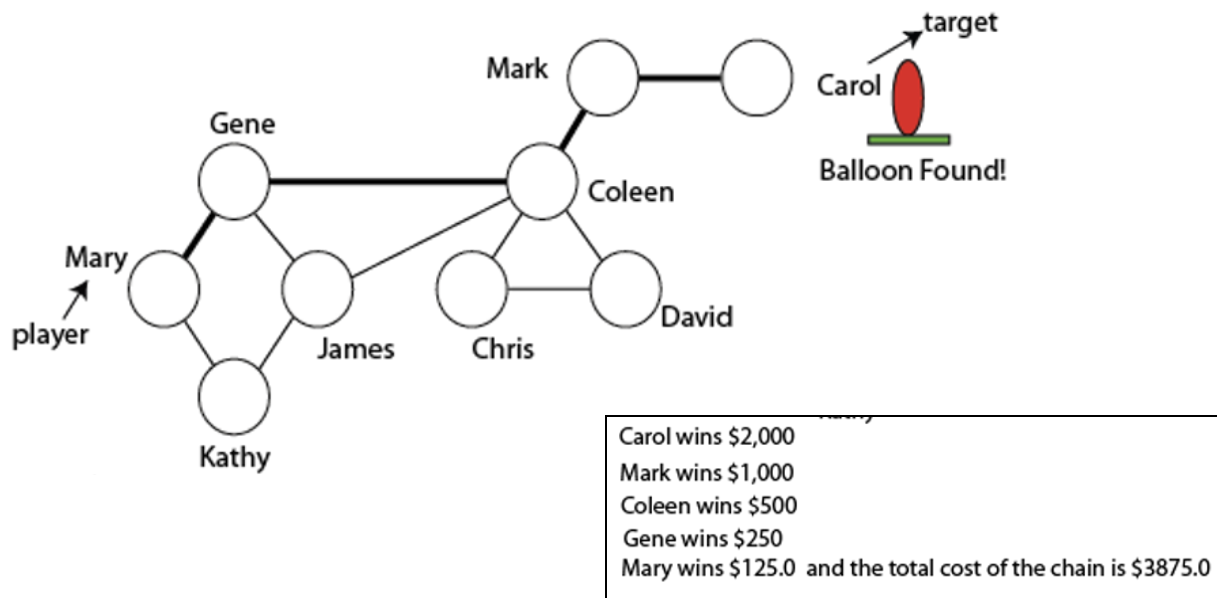 target
Mark
Carol
Gene
Balloon Found!
Coleen
Mary
player
David
James
Chris
Kathy
Carol wins $2,000
Mark wins $1,000
Coleen wins $500
Gene wins $250
Mary wins $125.0 and the total cost of the chain is $3875.0